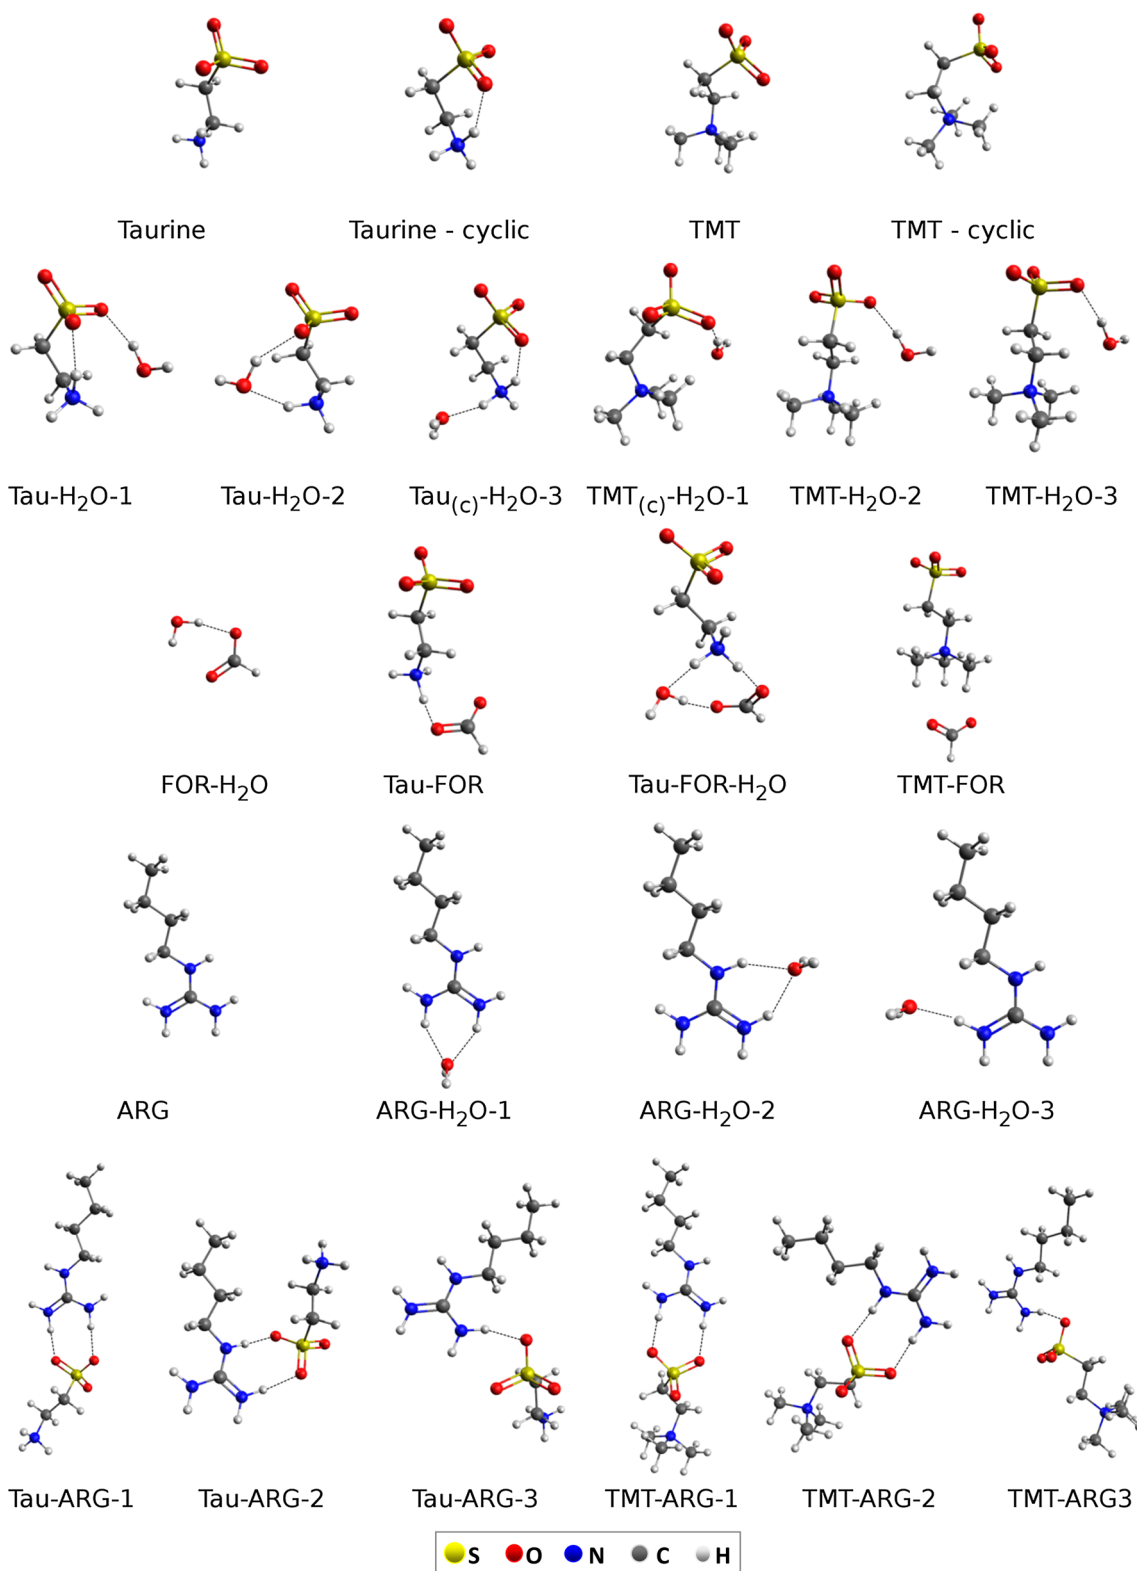 Taurine Taurine - cyclic TMT TMT - cyclic
Tau-H₂O-1 Tau-H₂O-2 Tau(c)-H₂O-3 TMT(c)-H₂O-1 TMT-H₂O-2 TMT-H₂O-3
FOR-H₂O Tau-FOR Tau-FOR-H₂O TMT-FOR
ARG ARG-H₂O-1 ARG-H₂O-2 ARG-H₂O-3
Tau-ARG-1 Tau-ARG-2 Tau-ARG-3 TMT-ARG-1 TMT-ARG-2 TMT-ARG3
S O N C H